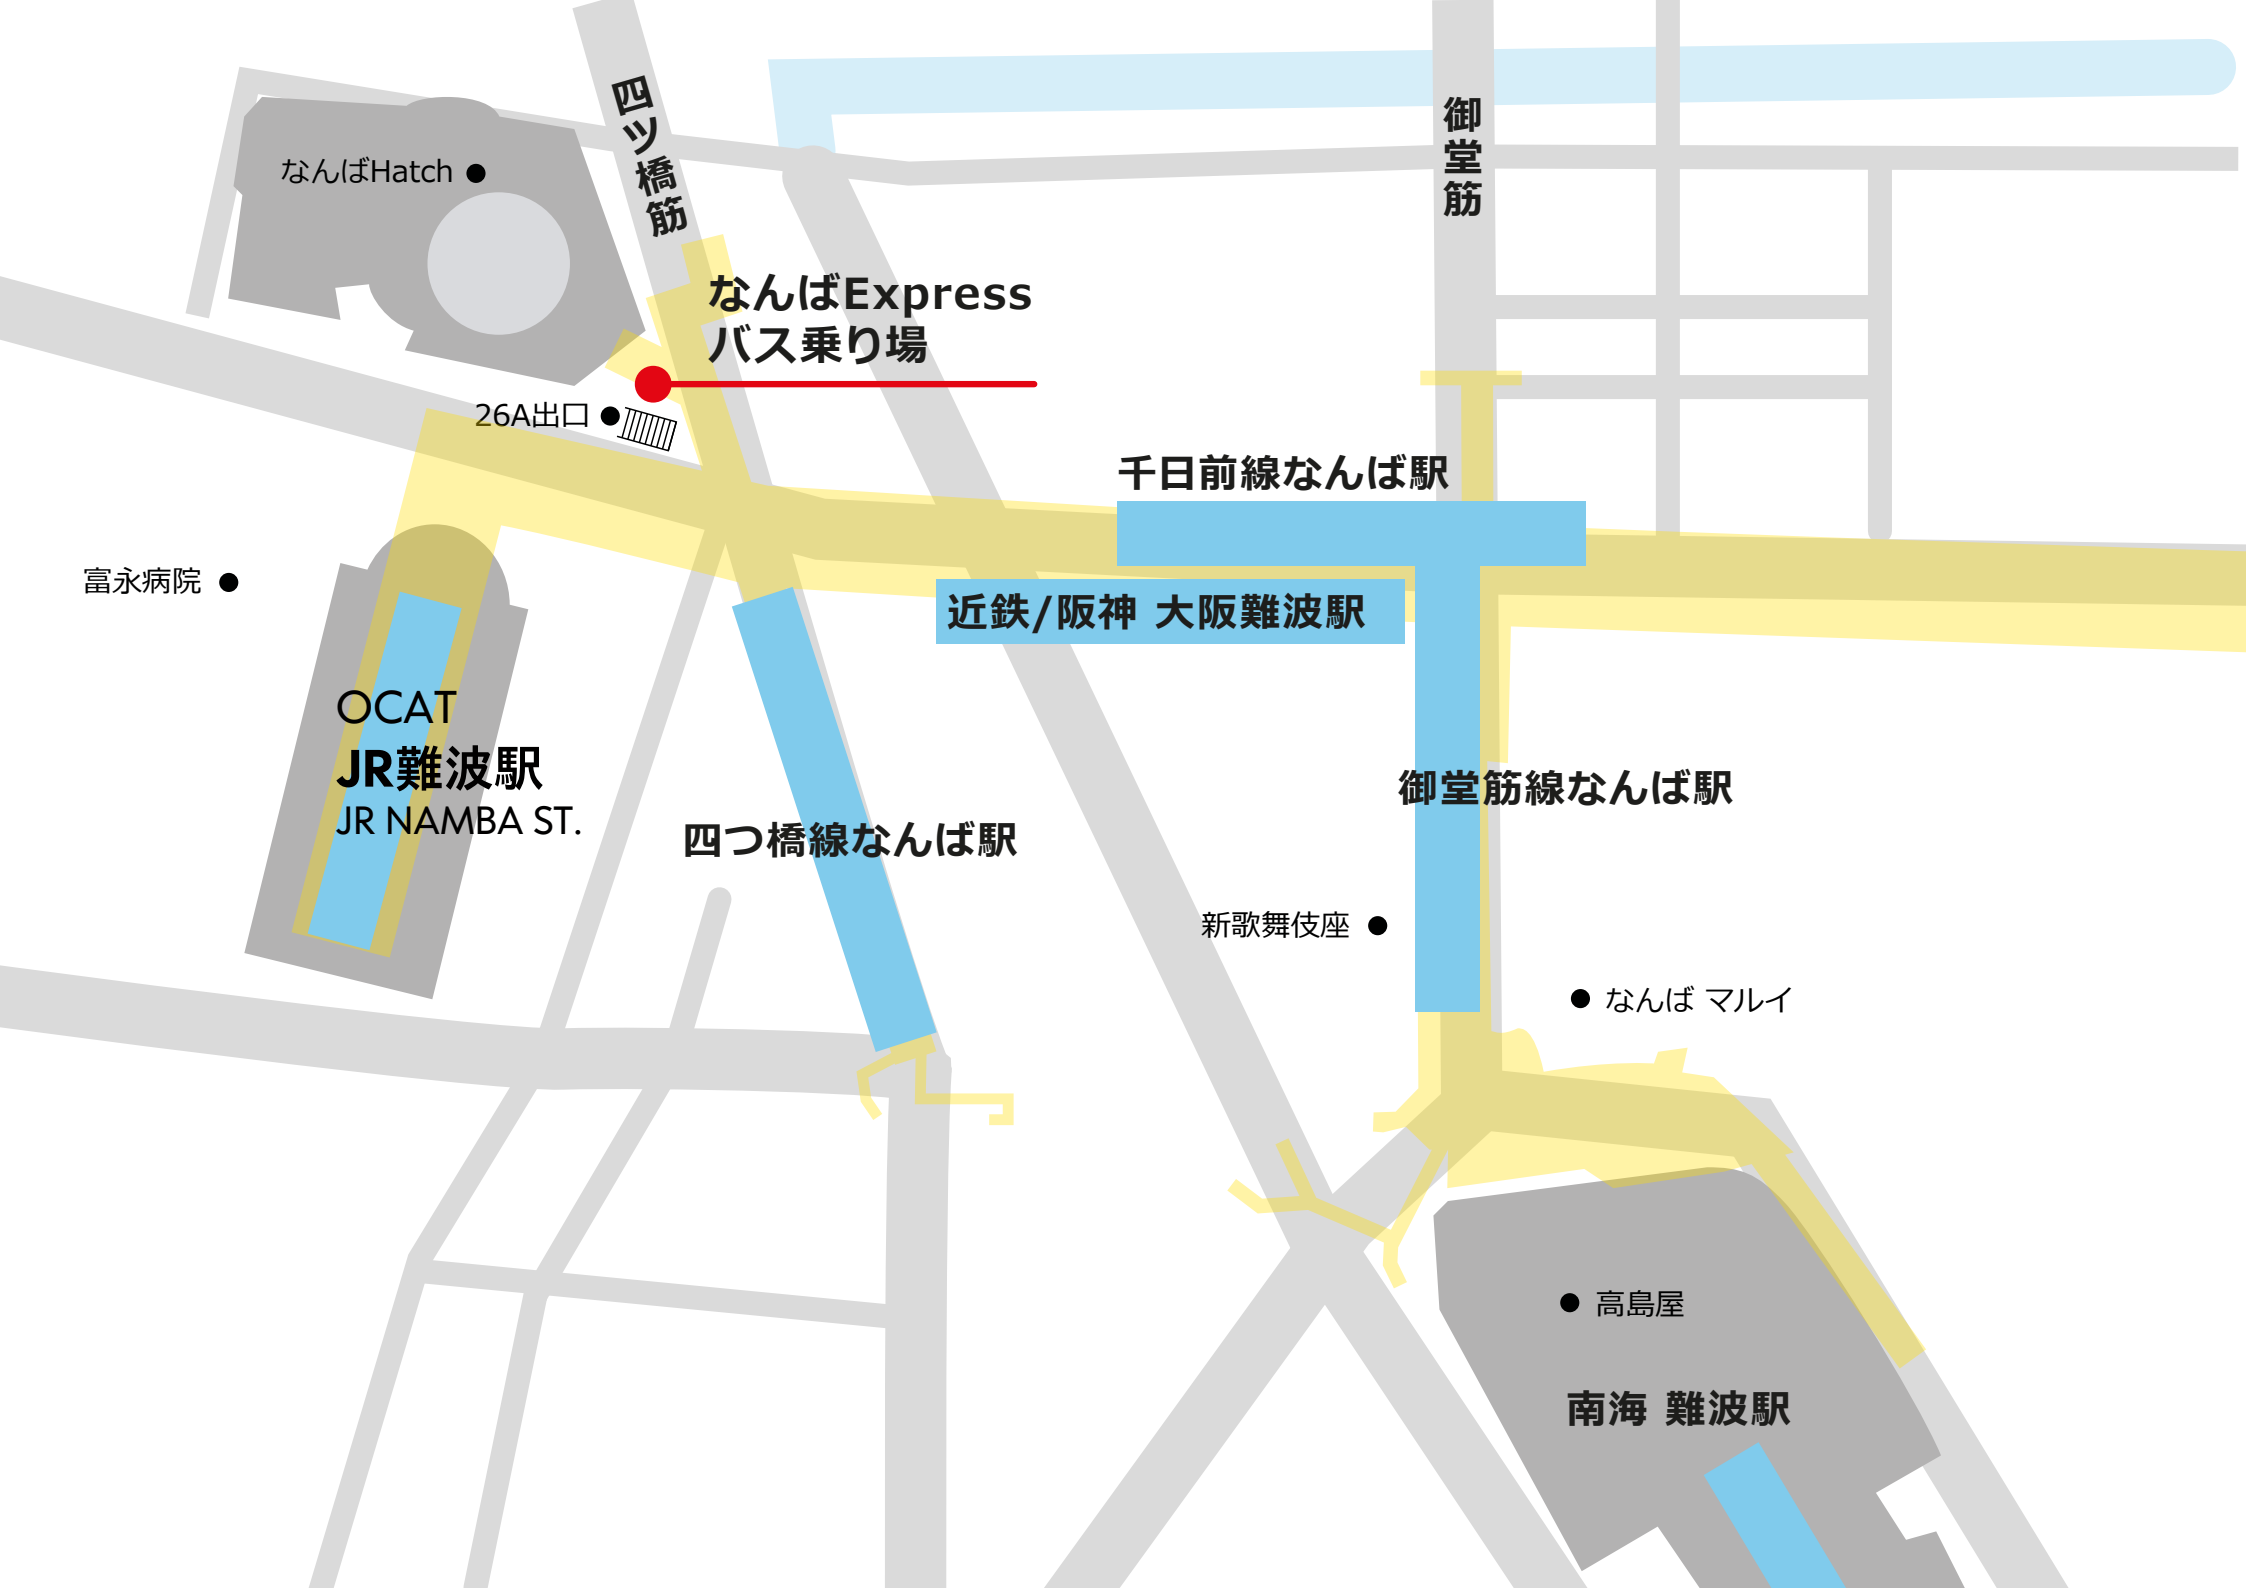 四ツ橋筋
御堂筋
なんばHatch
なんばExpress
バス乗り場
26A出口
千日前線なんば駅
富永病院
近鉄/阪神 大阪難波駅
OCAT
JR難波駅
JR NAMBA ST.
御堂筋線なんば駅
四つ橋線なんば駅
新歌舞伎座
なんば マルイ
高島屋
南海 難波駅